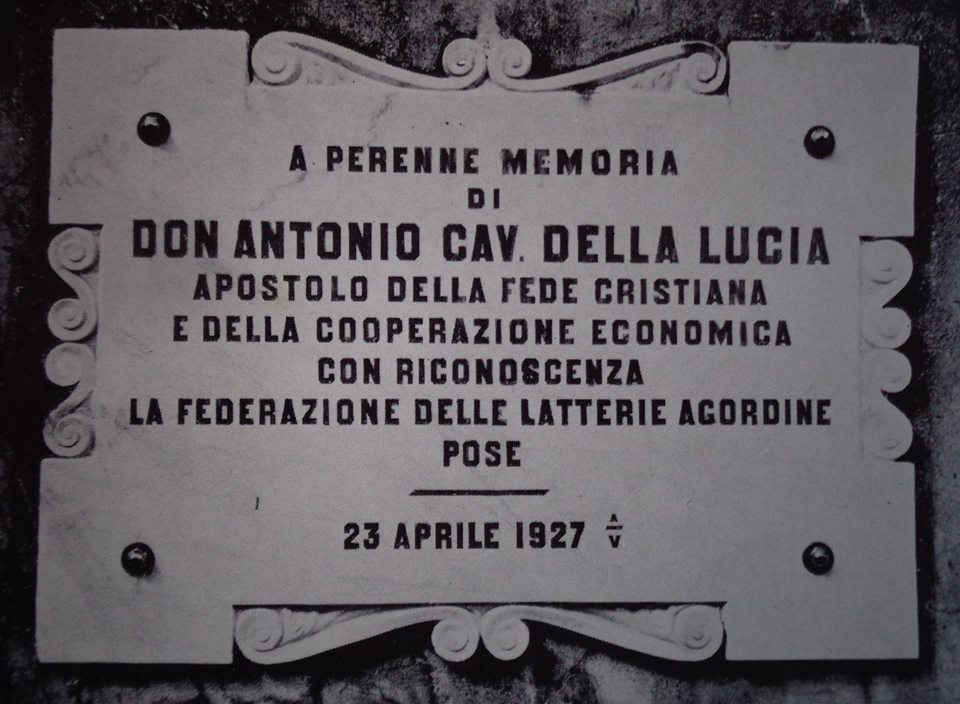 A PERENNE MEMORIA
DI
DON ANTONIO CAV. DELLA LUCIA
APOSTOLO DELLA FEDE CRISTIANA
E DELLA COOPERAZIONE ECONOMICA
CON RICONOSCENZA
LA FEDERAZIONE DELLE LATTERIE AGORDINE
POSE
23 APRILE 1927 A/V